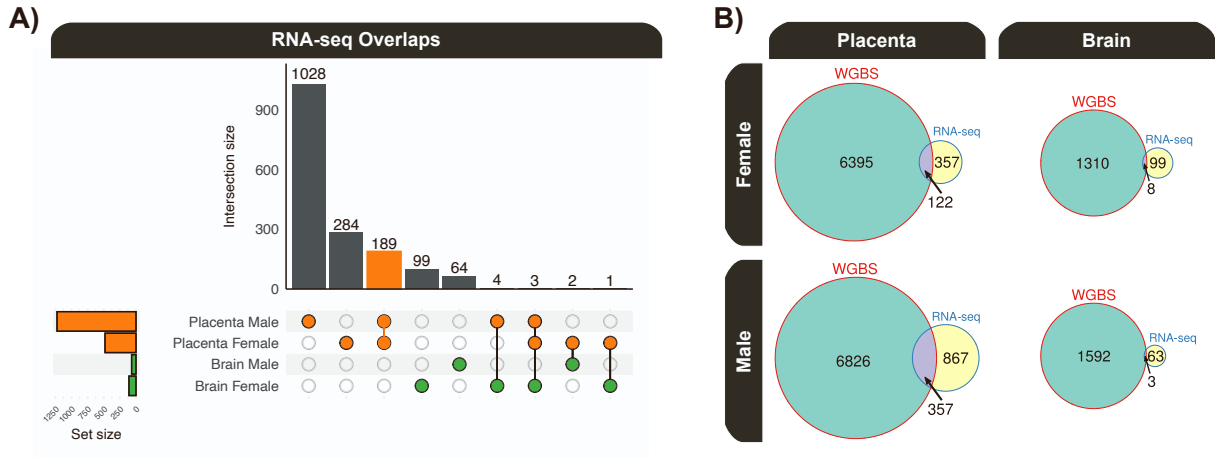 A)
RNA-seq Overlaps
1028
900
600
300
0
Intersection size
284
189
99
64
4
3
2
1
Placenta Male
Placenta Female
Brain Male
Brain Female
1250
1000
750
500
250
0
Set size
B)
Placenta
Brain
Female
WGBS
RNA-seq
6395
357
122
WGBS
RNA-seq
1310
99
8
Male
WGBS
RNA-seq
6826
867
357
WGBS
RNA-seq
1592
63
3